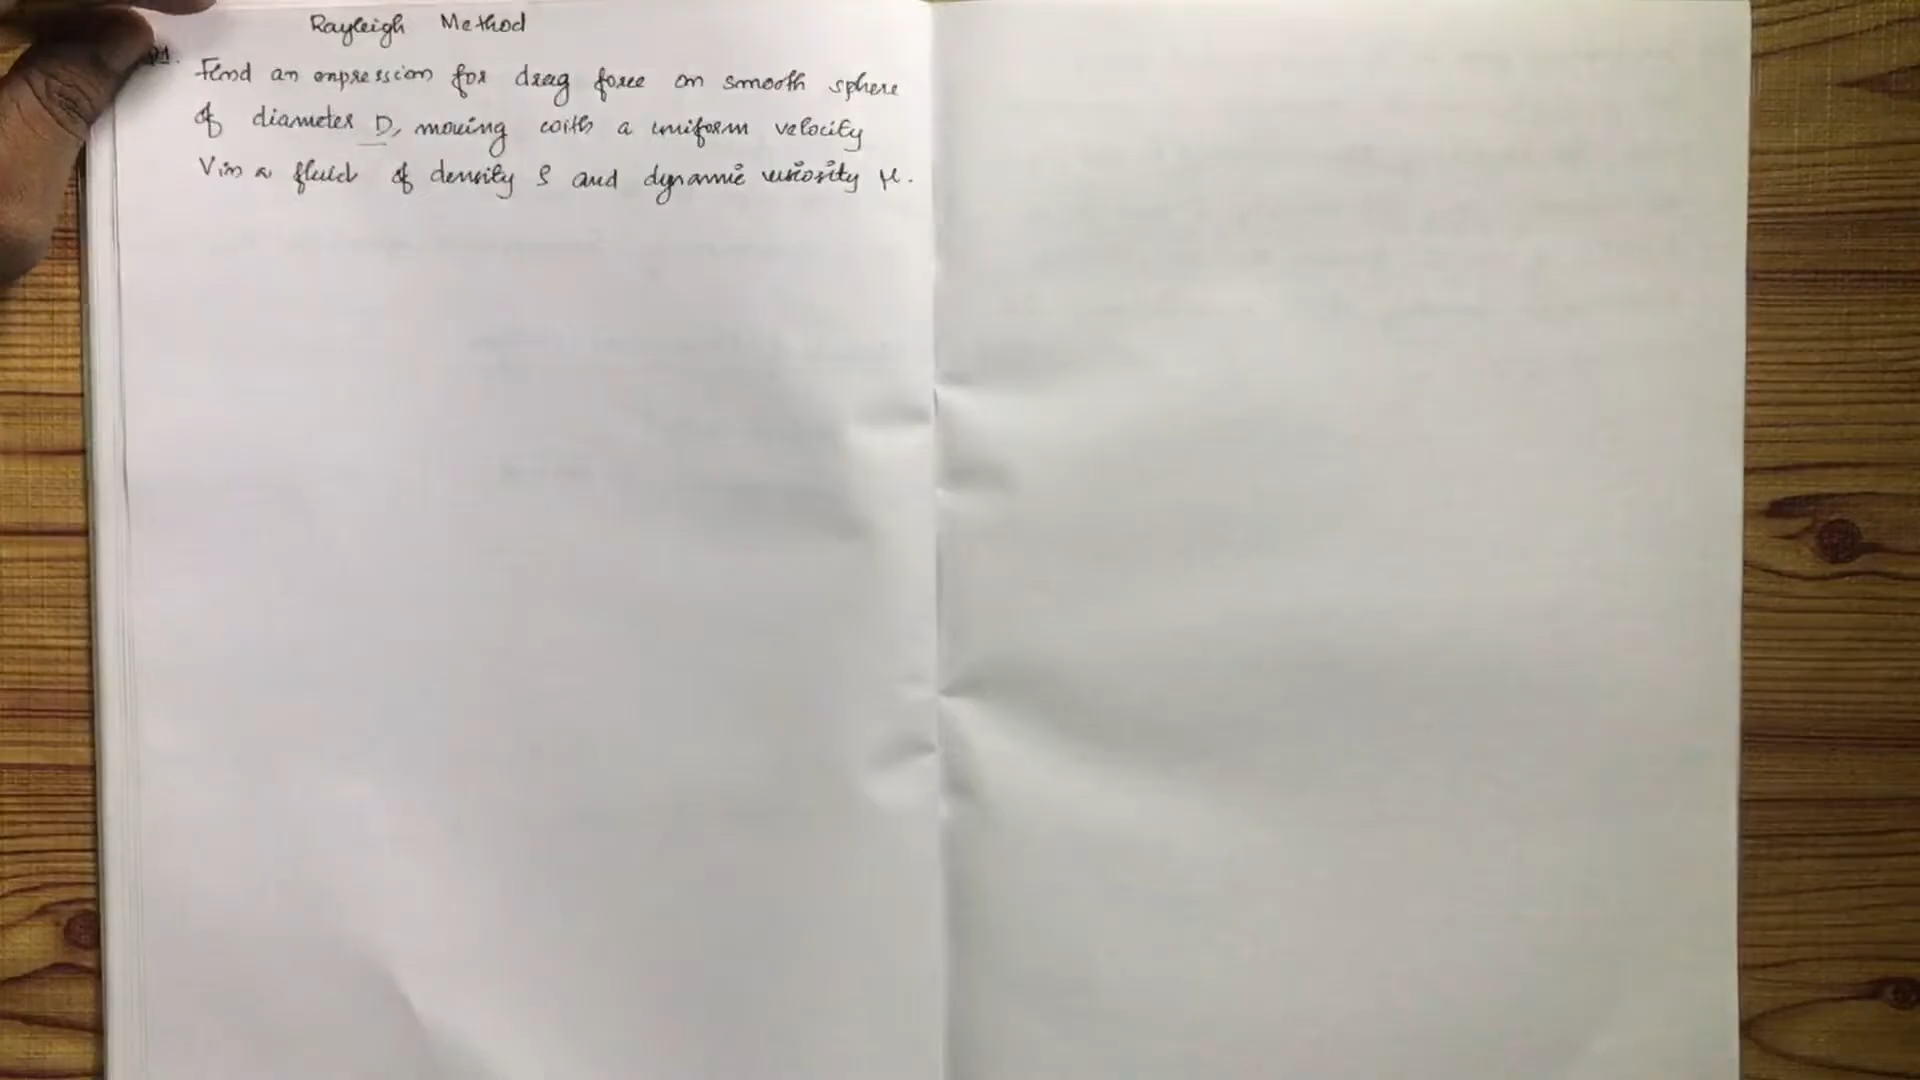 Rayleigh Method
Q1. Find an expression for drag force on smooth sphere
of diameter D, moving with a uniform velocity
V in a fluid of density ρ and dynamic viscosity μ.